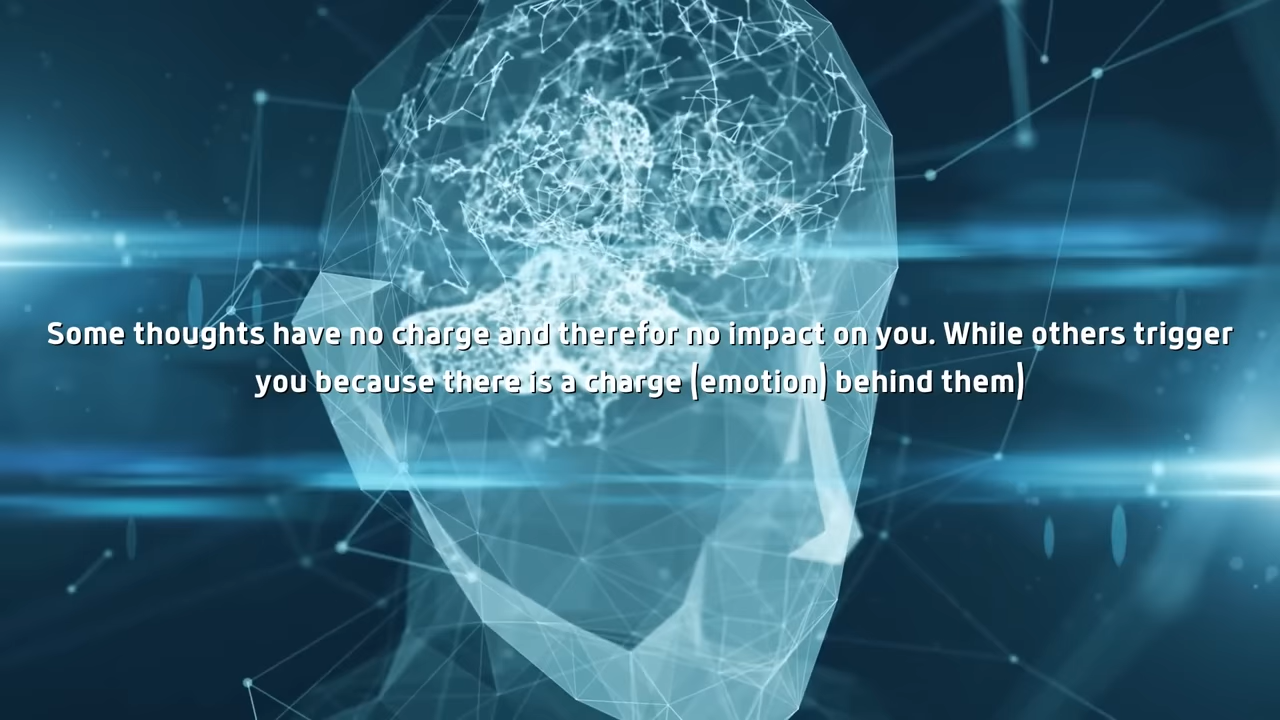 Some thoughts have no charge and therefor no impact on you. While others trigger
you because there is a charge (emotion) behind them)